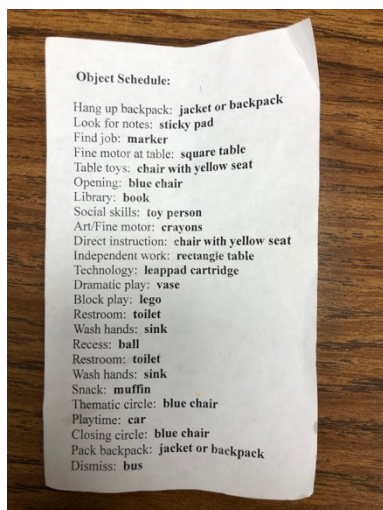 Object Schedule:
Hang up backpack: jacket or backpack
Look for notes: sticky pad
Find job: marker
Fine motor at table: square table
Table toys: chair with yellow seat
Opening: blue chair
Library: book
Social skills: toy person
Art/Fine motor: crayons
Direct instruction: chair with yellow seat
Independent work: rectangle table
Technology: leappad cartridge
Dramatic play: vase
Block play: lego
Restroom: toilet
Wash hands: sink
Recess: ball
Restroom: toilet
Wash hands: sink
Snack: muffin
Thematic circle: blue chair
Playtime: car
Closing circle: blue chair
Pack backpack: jacket or backpack
Dismiss: bus